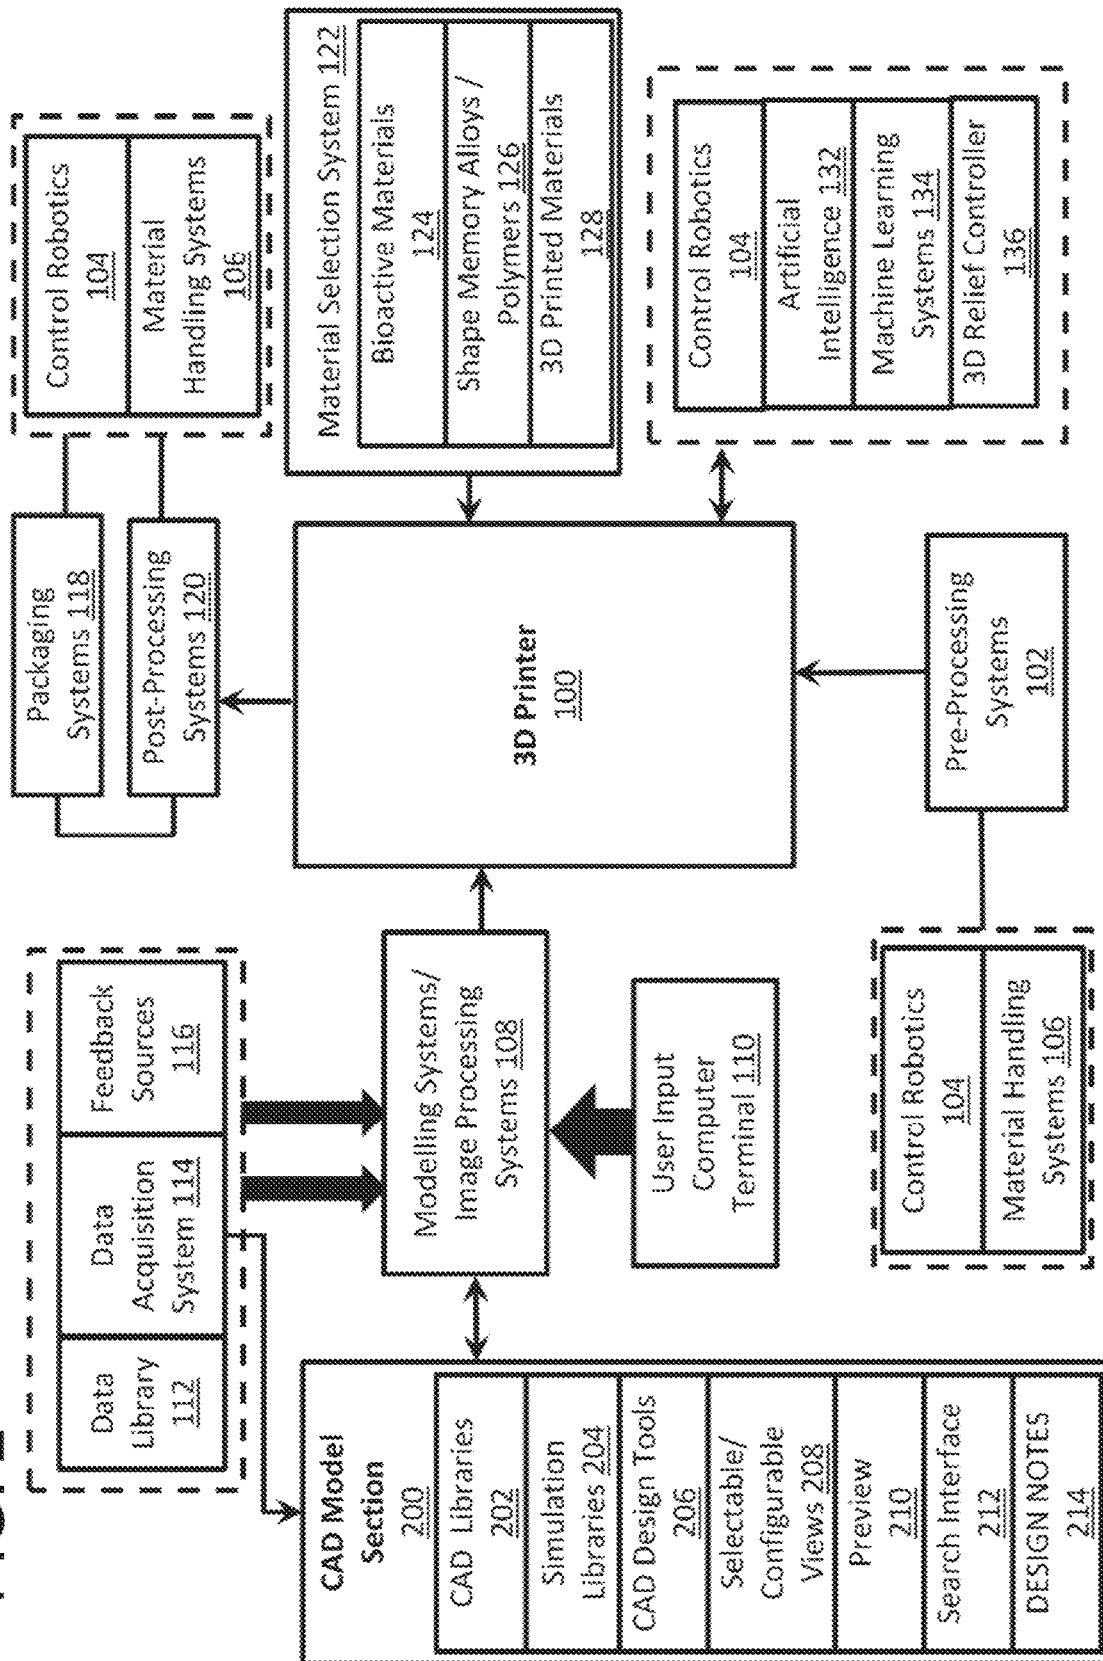 Data
Library 112
Data
Acquisition
System 114
Feedback
Sources
116
Packaging
Systems 118
Post-Processing
Systems 120
Control Robotics
104
Material
Handling Systems
106
CAD Model
Section
200
CAD Libraries
202
Simulation
Libraries 204
CAD Design Tools
206
Selectable/
Configurable
Views 208
Preview
210
Search Interface
212
DESIGN NOTES
214
Modelling Systems/
Image Processing
Systems 108
User Input
Computer
Terminal 110
3D Printer
100
Material Selection System 122
Bioactive Materials
124
Shape Memory Alloys /
Polymers 126
3D Printed Materials
128
Control Robotics
104
Artificial
Intelligence 132
Machine Learning
Systems 134
3D Relief Controller
136
Control Robotics
104
Material Handling
Systems 106
Pre-Processing
Systems
102